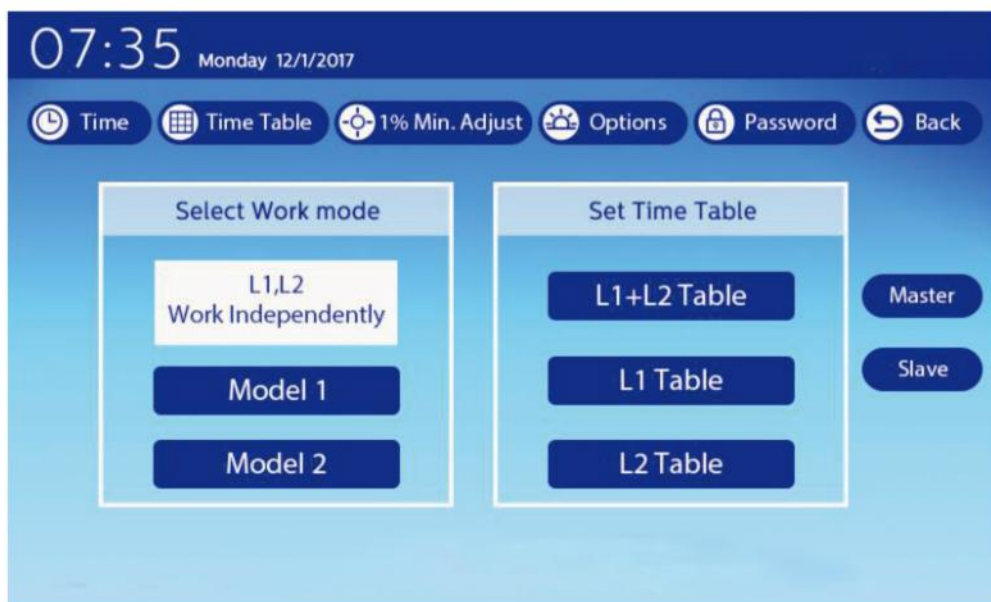 07:35 Monday 12/1/2017
Time Time Table 1% Min. Adjust Options Password Back
Select Work mode
L1,L2
Work Independently
Model 1
Model 2
Set Time Table
L1+L2 Table
L1 Table
L2 Table
Master
Slave